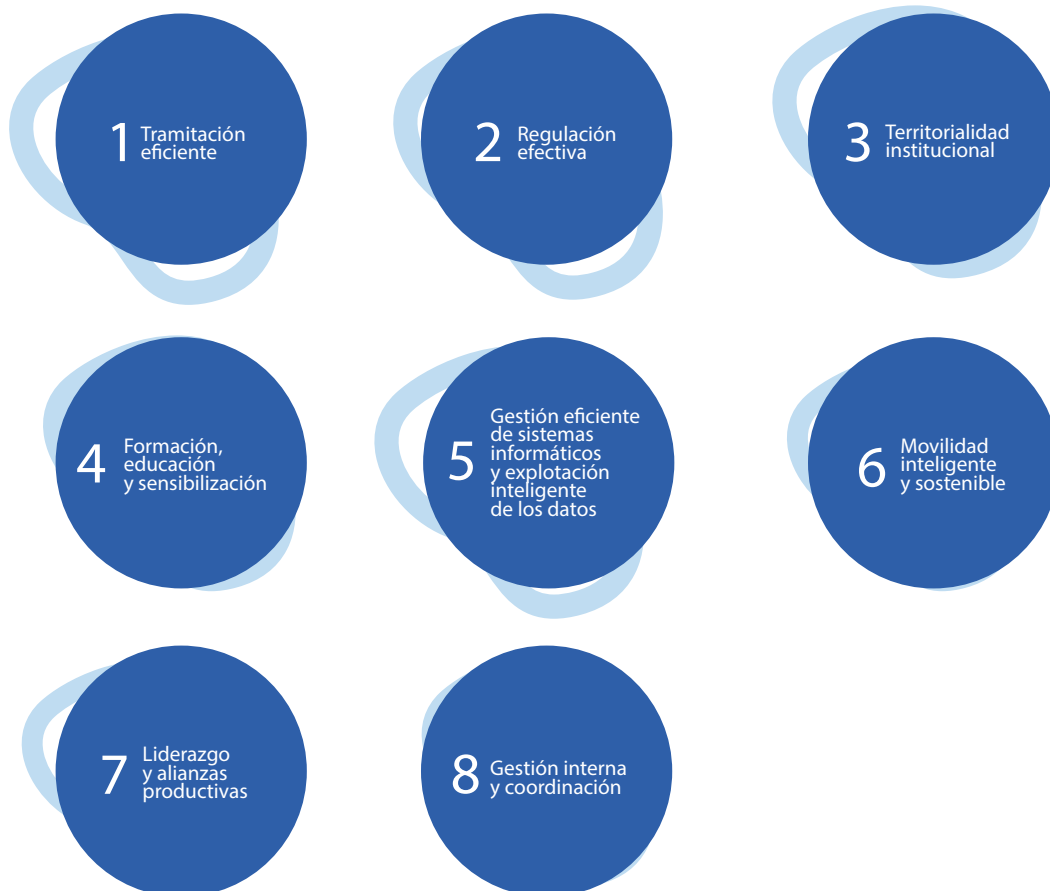 1 Tramitación
eficiente
2 Regulación
efectiva
3 Territorialidad
institucional
4 Formación,
educación
y sensibilización
5 Gestión eficiente
de sistemas
informáticos
y explotación
inteligente
de los datos
6 Movilidad
inteligente
y sostenible
7 Liderazgo
y alianzas
productivas
8 Gestión interna
y coordinación